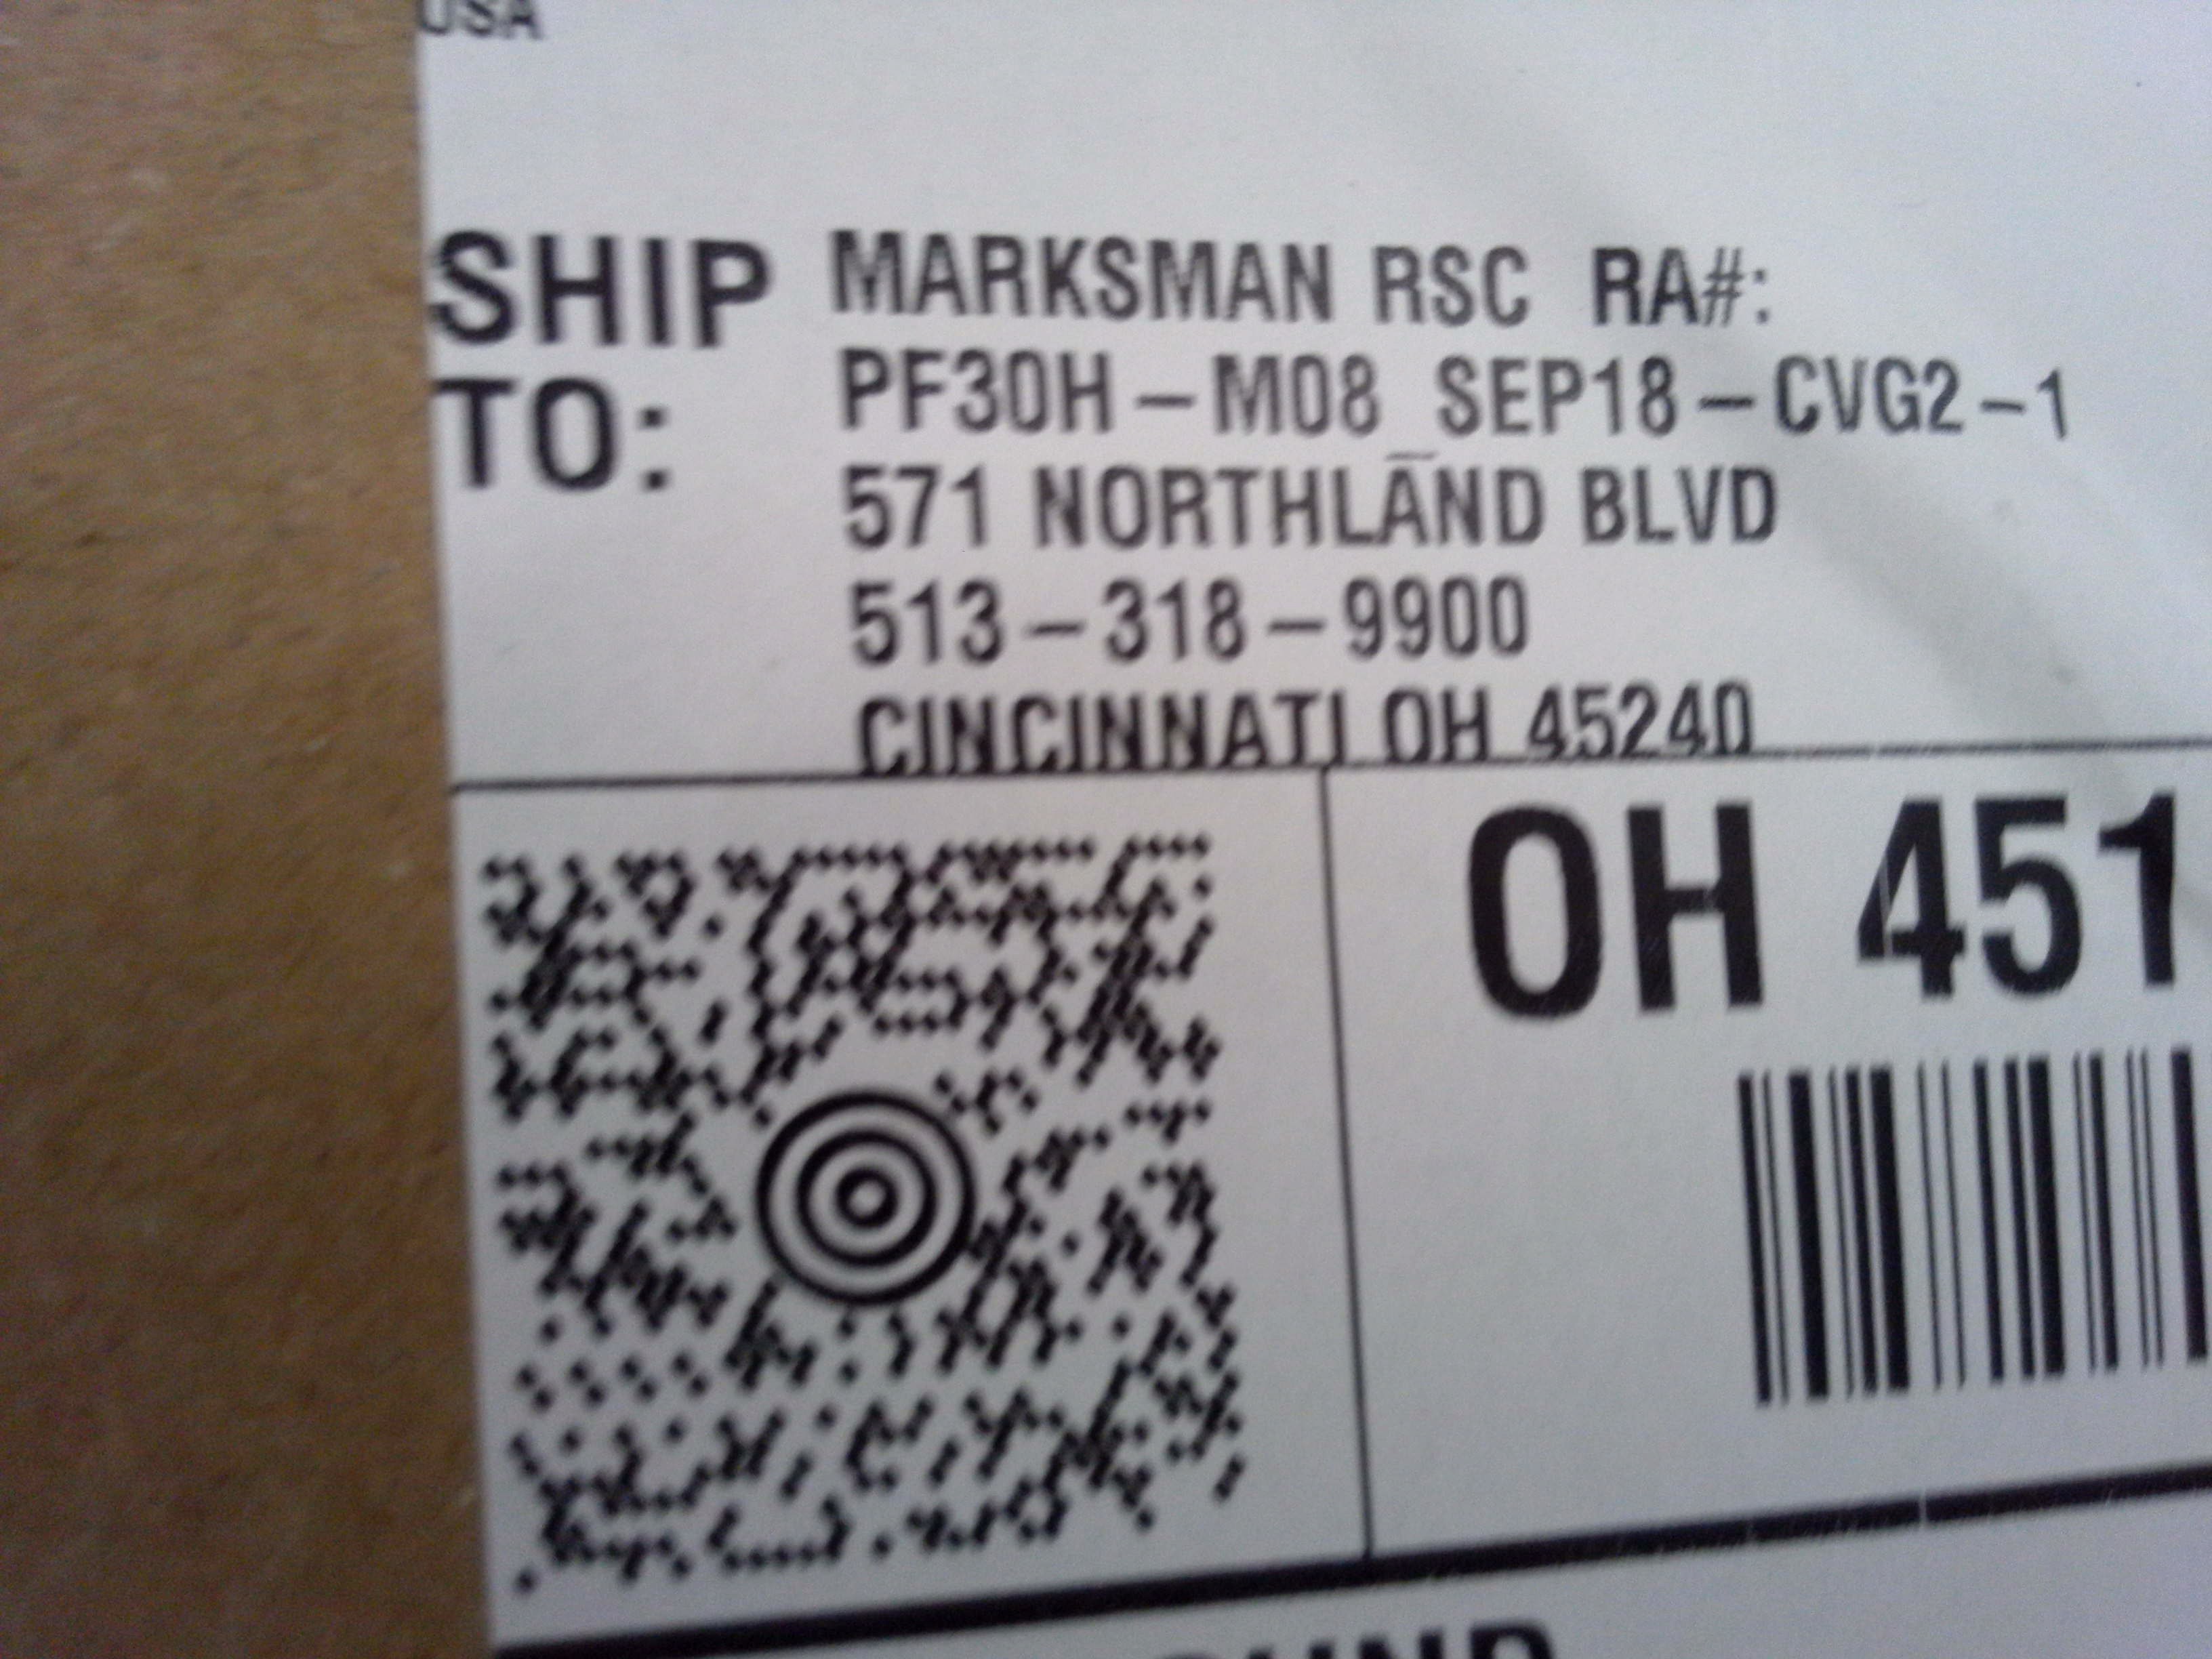 USA
SHIP TO:
MARKSMAN RSC RA#:
PF30H-M08 SEP18-CVG2-1
571 NORTHLAND BLVD
513-318-9900
CINCINNATI OH 45240
OH 451